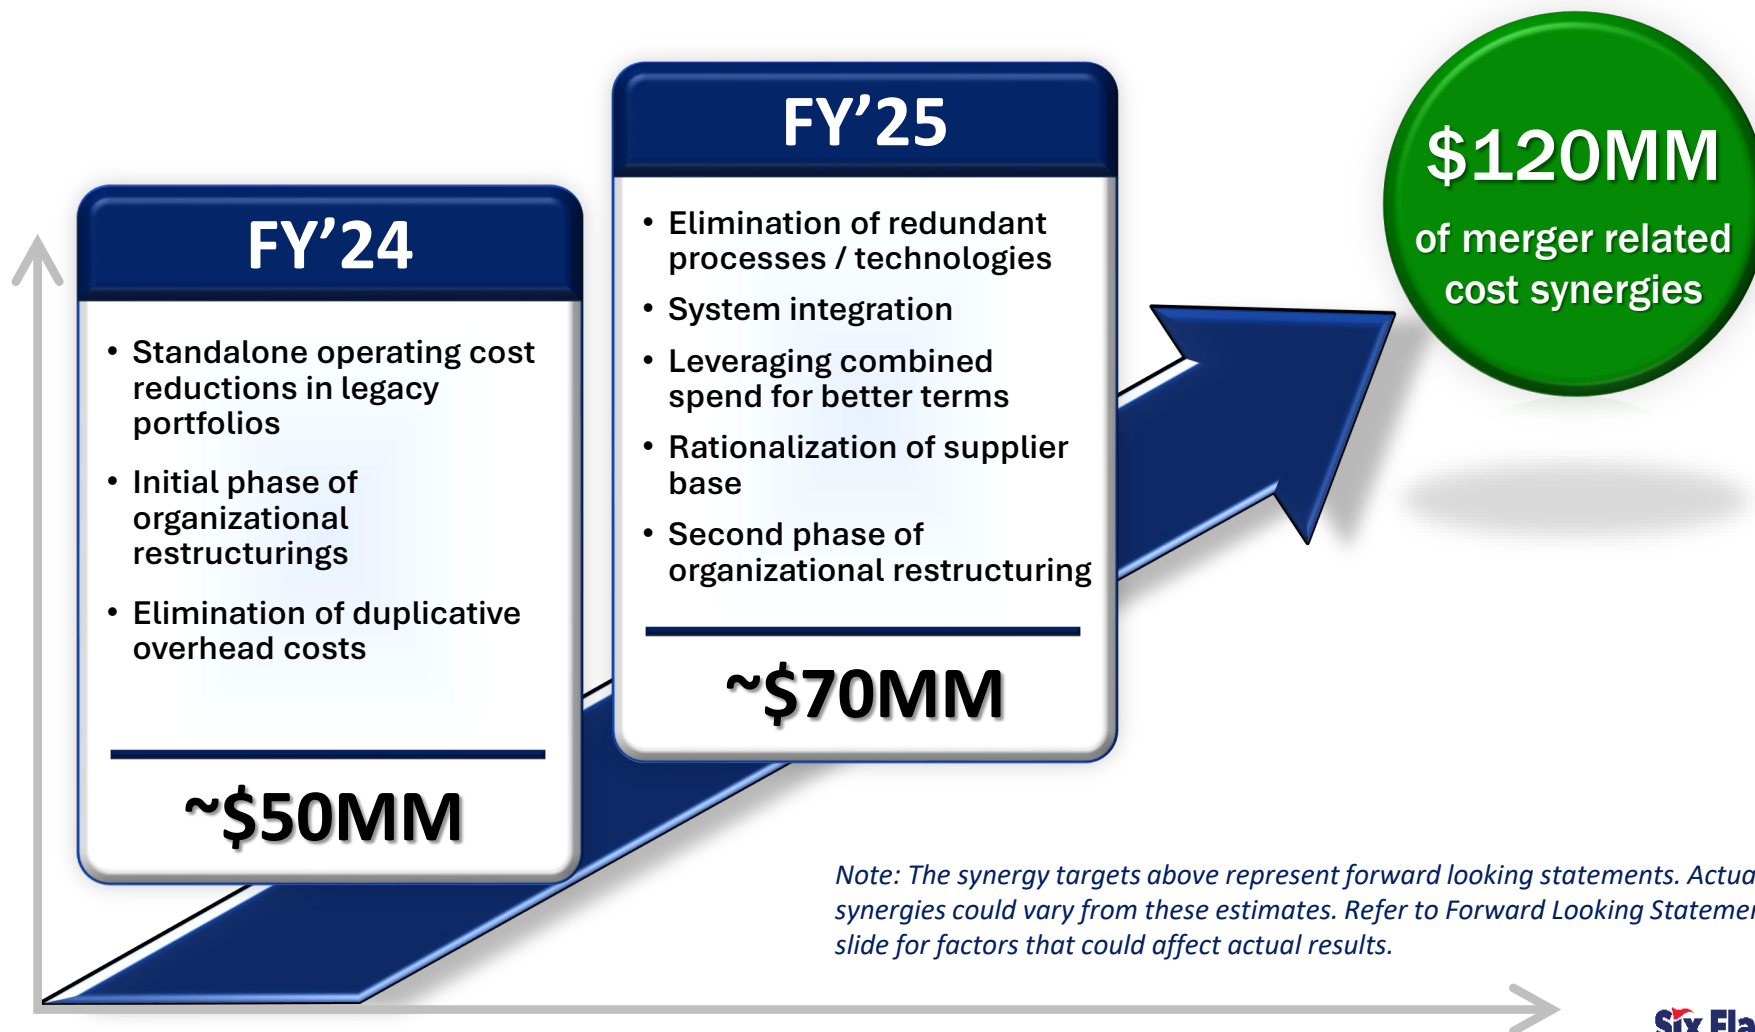 FY’24
• Standalone operating cost
reductions in legacy
portfolios
• Initial phase of
organizational
restructurings
• Elimination of duplicative
overhead costs
~$50MM
FY’25
• Elimination of redundant
processes / technologies
• System integration
• Leveraging combined
spend for better terms
• Rationalization of supplier
base
• Second phase of
organizational restructuring
~$70MM
$120MM
of merger related
cost synergies
Note: The synergy targets above represent forward looking statements. Actua
synergies could vary from these estimates. Refer to Forward Looking Statemen
slide for factors that could affect actual results.
Six Fla